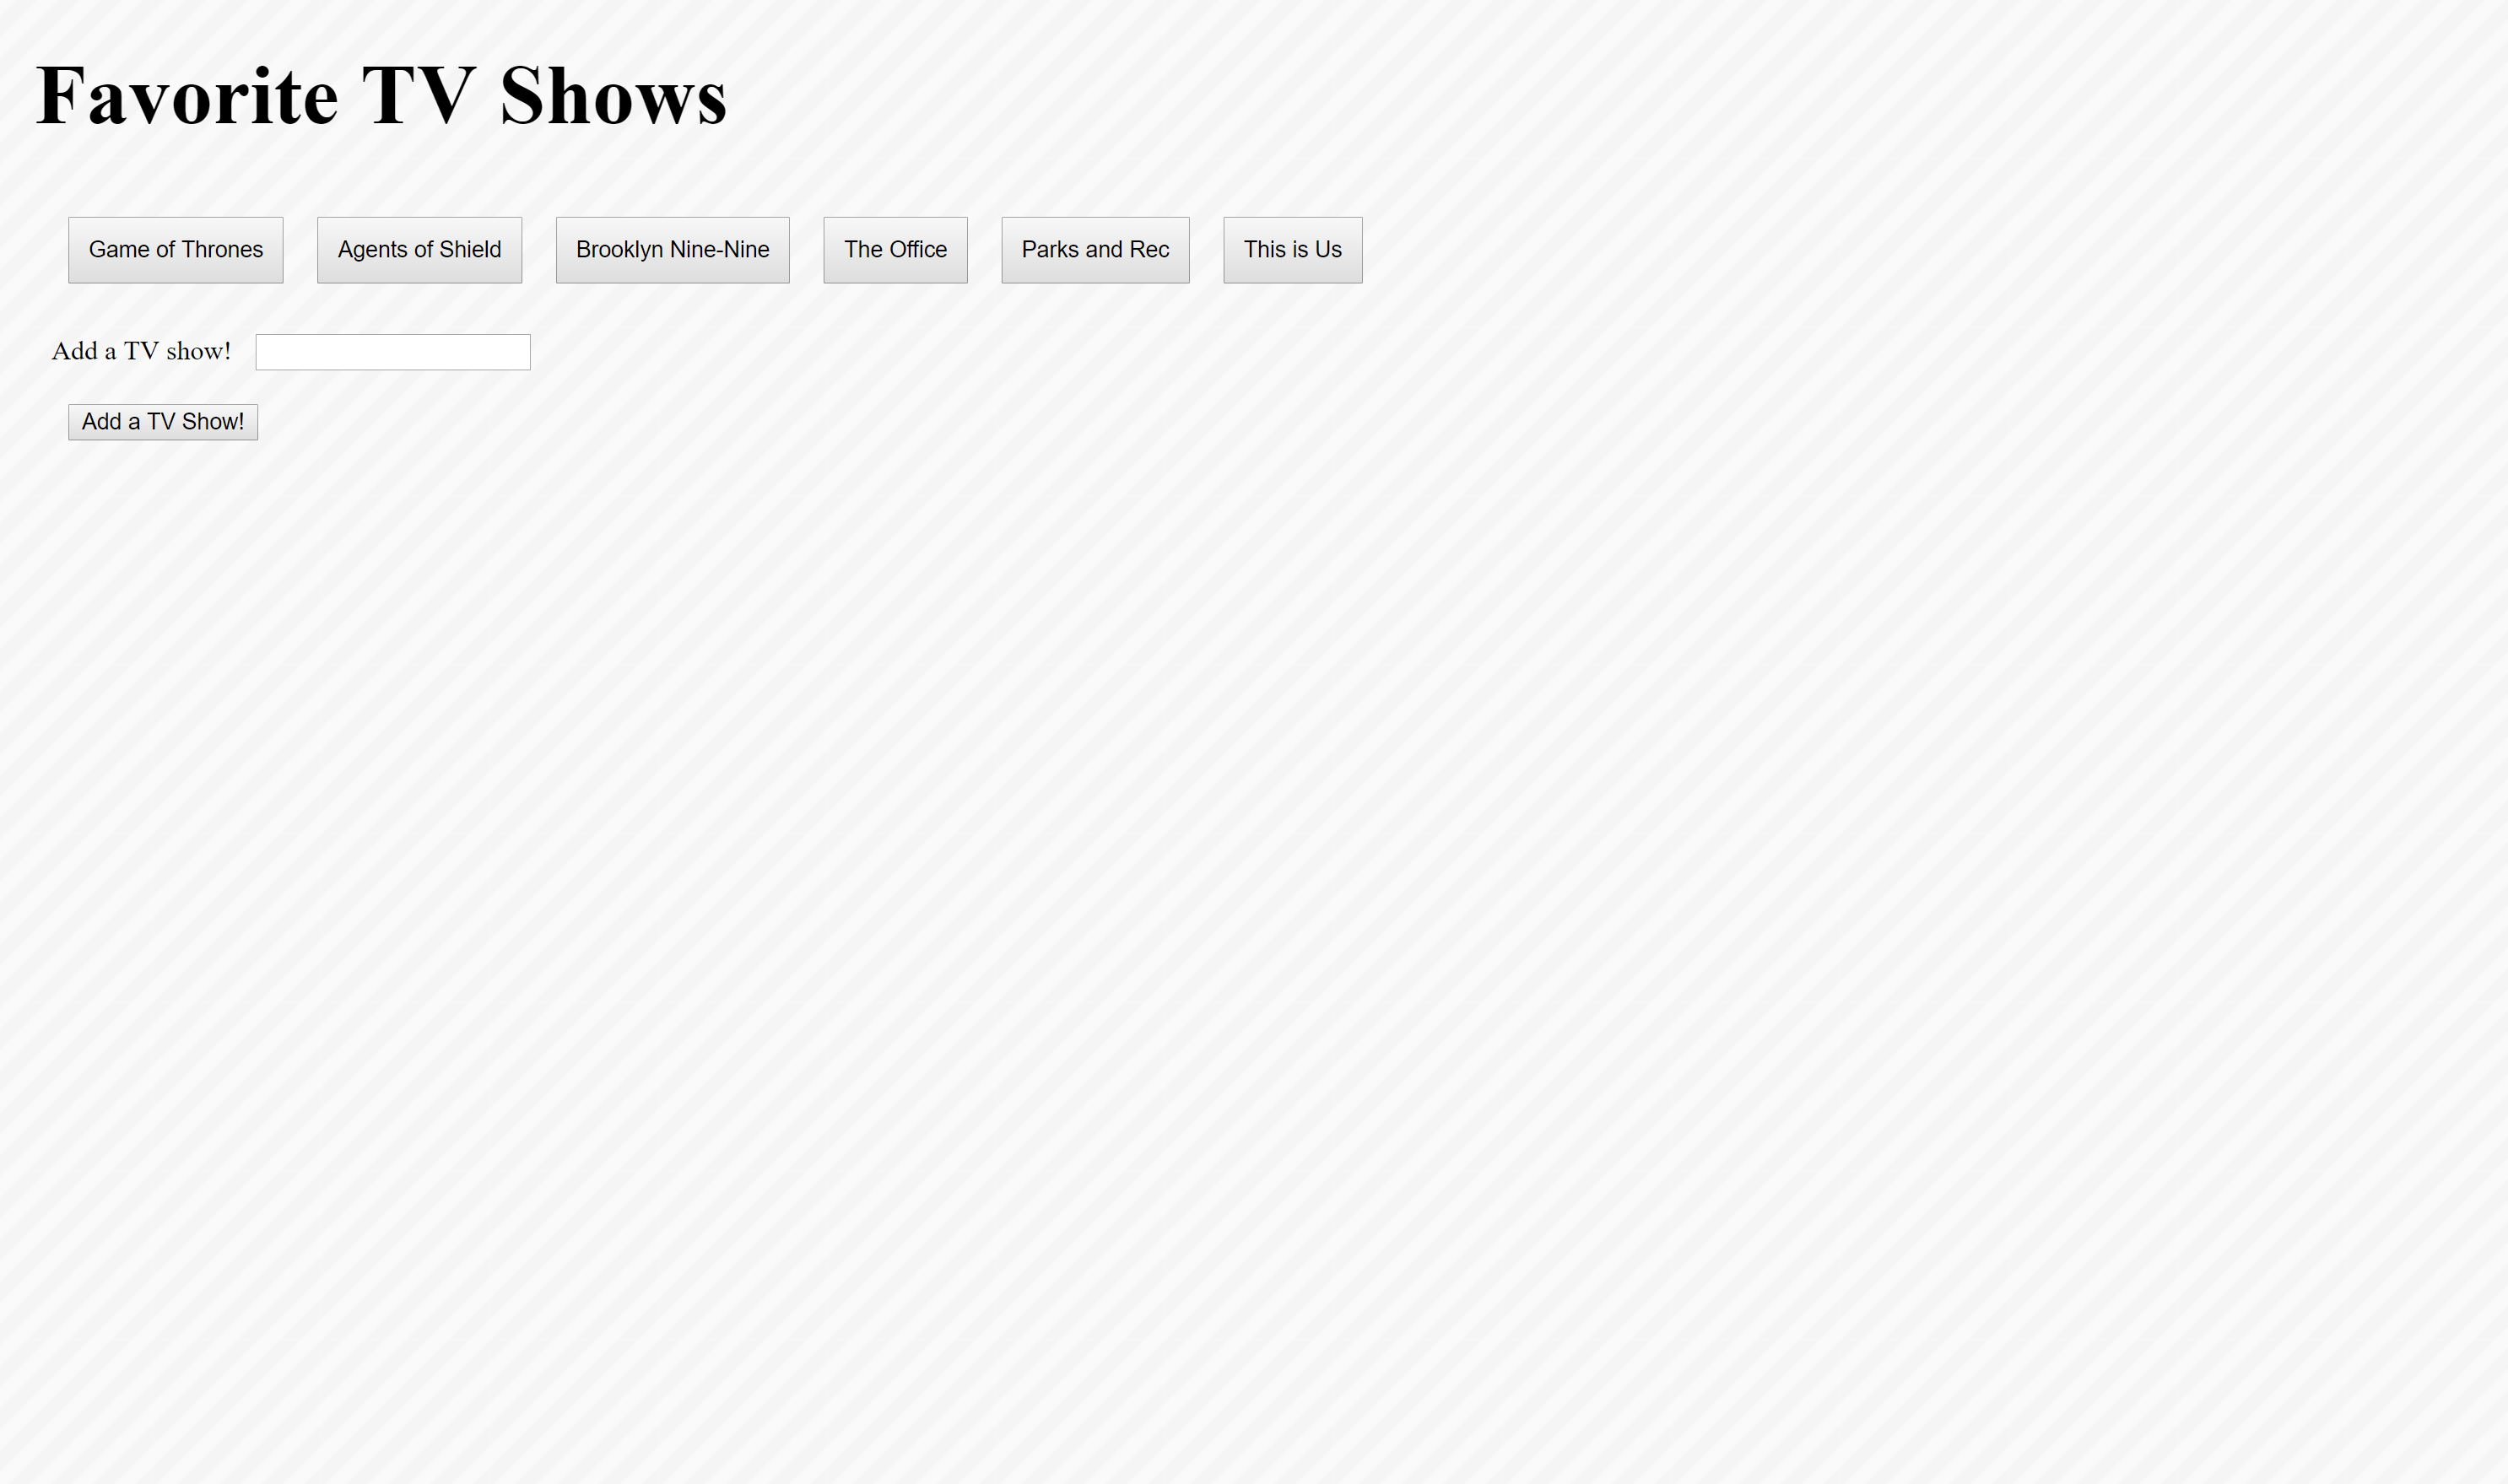 Favorite TV Shows
Game of Thrones Agents of Shield Brooklyn Nine-Nine The Office Parks and Rec This is Us
Add a TV show!
Add a TV Show!